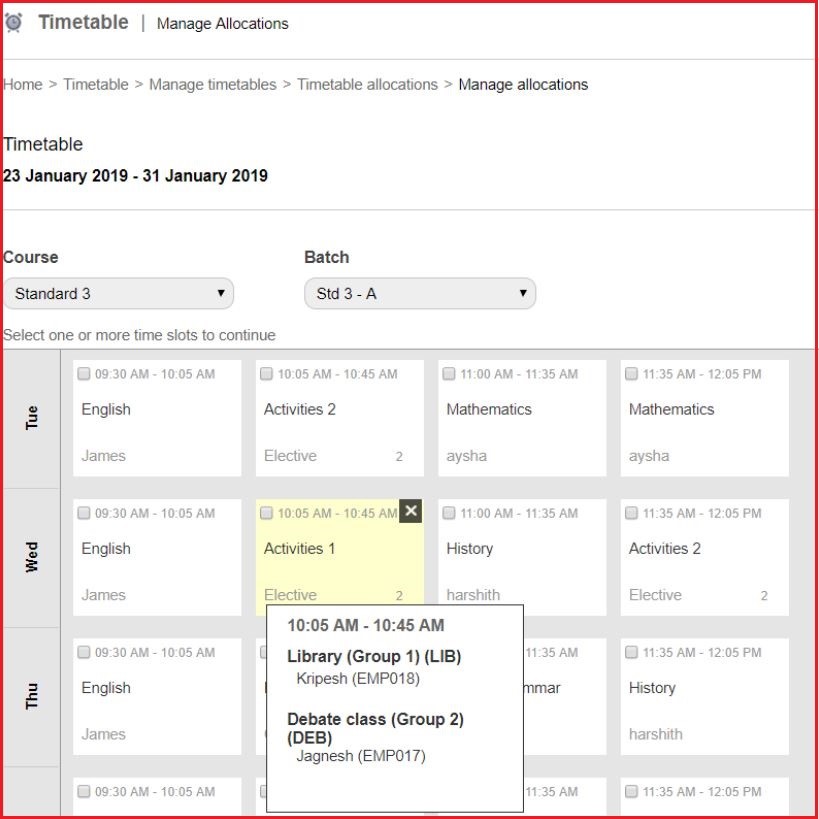 Timetable | Manage Allocations
Home > Timetable > Manage timetables > Timetable allocations > Manage allocations
Timetable
23 January 2019 - 31 January 2019
Course Batch
Standard 3 Std 3 - A
Select one or more time slots to continue
Tue
09:30 AM - 10:05 AM 10:05 AM - 10:45 AM 11:00 AM - 11:35 AM 11:35 AM - 12:05 PM
English Activities 2 Mathematics Mathematics
James Elective 2 aysha aysha
Wed
09:30 AM - 10:05 AM 10:05 AM - 10:45 AM 11:00 AM - 11:35 AM 11:35 AM - 12:05 PM
English Activities 1 History Activities 2
James Elective 2 harshith Elective 2
10:05 AM - 10:45 AM
Library (Group 1) (LIB)
Kripesh (EMP018)
Debate class (Group 2)
(DEB)
Jagnesh (EMP017)
Thu
09:30 AM - 10:05 AM 11:35 AM 11:35 AM - 12:05 PM
English mmar History
James harshith
09:30 AM - 10:05 AM 11:35 AM 11:35 AM - 12:05 PM